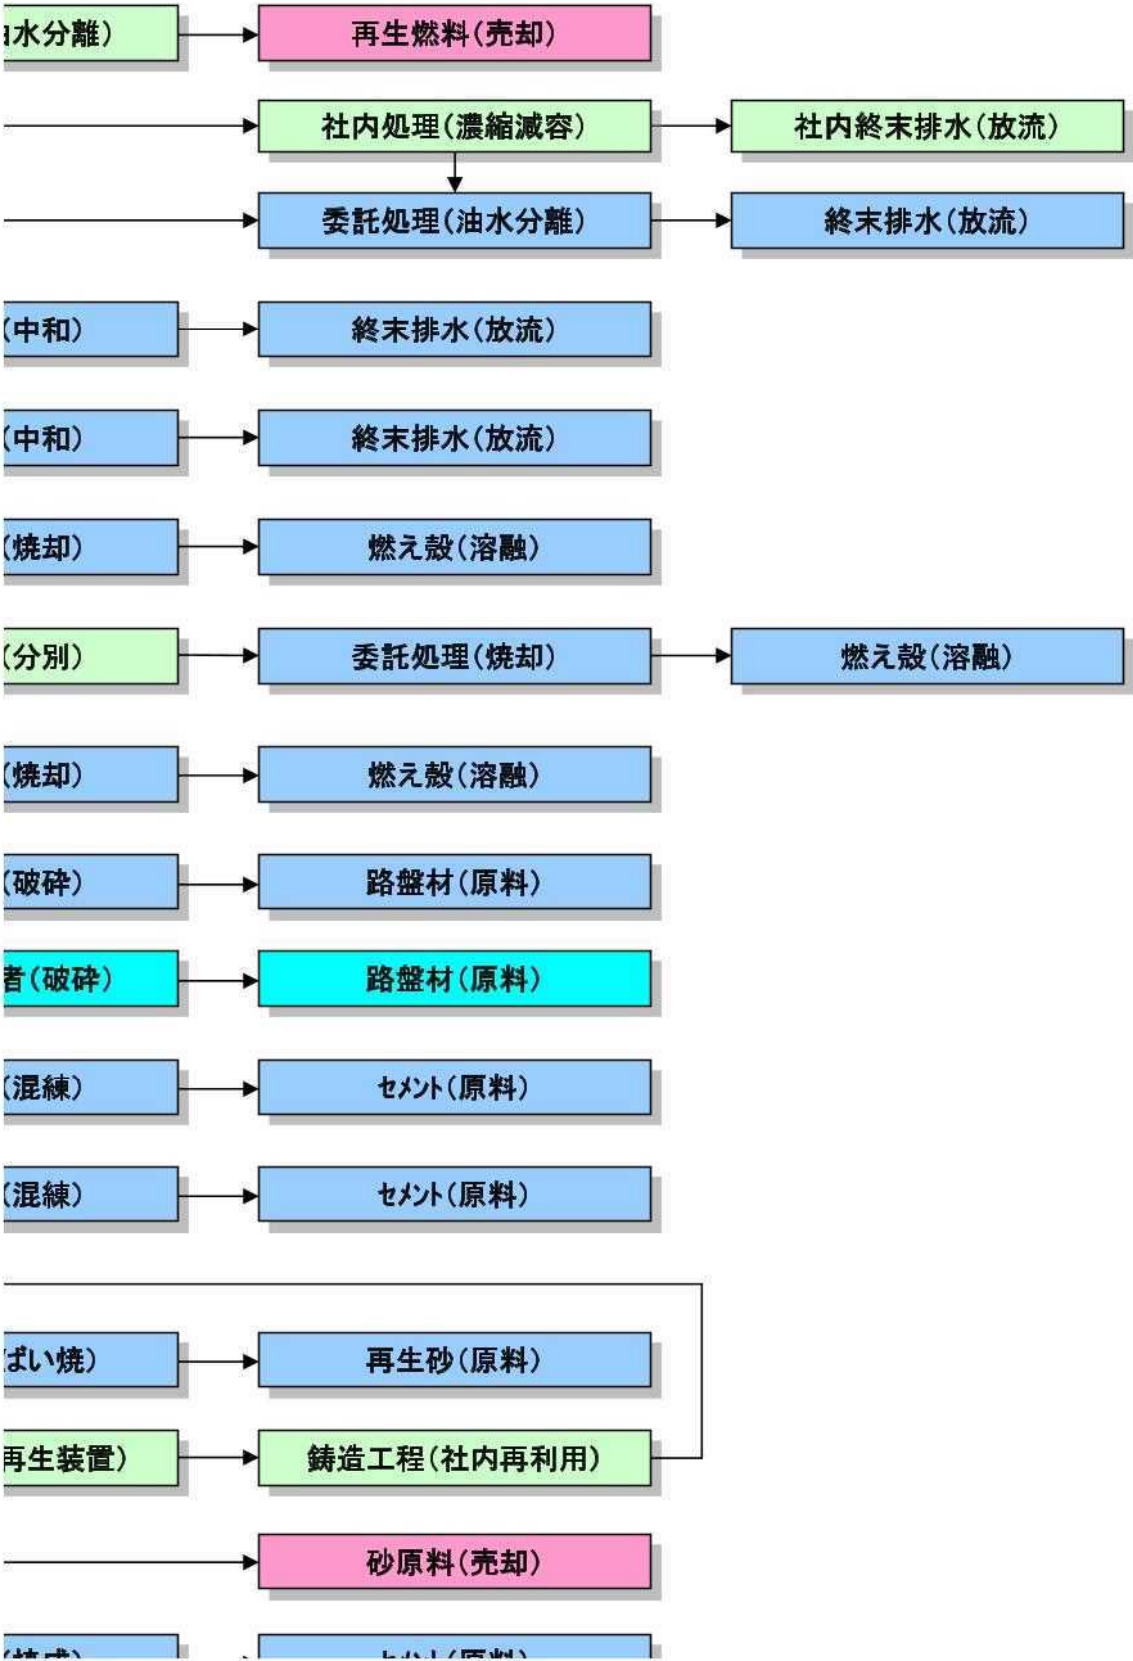 水分離) 再生燃料(売却)
社内処理(濃縮減容) 社内終末排水(放流)
委託処理(油水分離) 終末排水(放流)
(中和) 終末排水(放流)
(中和) 終末排水(放流)
(焼却) 燃え殻(溶融)
(分別) 委託処理(焼却) 燃え殻(溶融)
(焼却) 燃え殻(溶融)
(破砕) 路盤材(原料)
者(破砕) 路盤材(原料)
(混練) セメント(原料)
(混練) セメント(原料)
ばい焼) 再生砂(原料)
再生装置) 鋳造工程(社内再利用)
砂原料(売却)